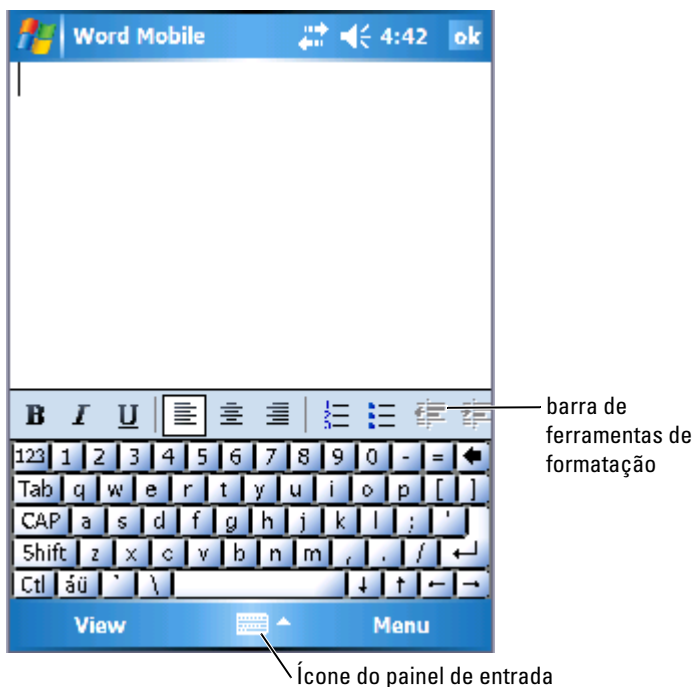 Word Mobile 4:42 ok
B I U
barra de
ferramentas de
formatação
123 1 2 3 4 5 6 7 8 9 0 - =
Tab q w e r t y u i o p [ ]
CAP a s d f g h j k l ; '
Shift z x c v b n m , . /
Ctl áü ` \
View Menu
Ícone do painel de entrada